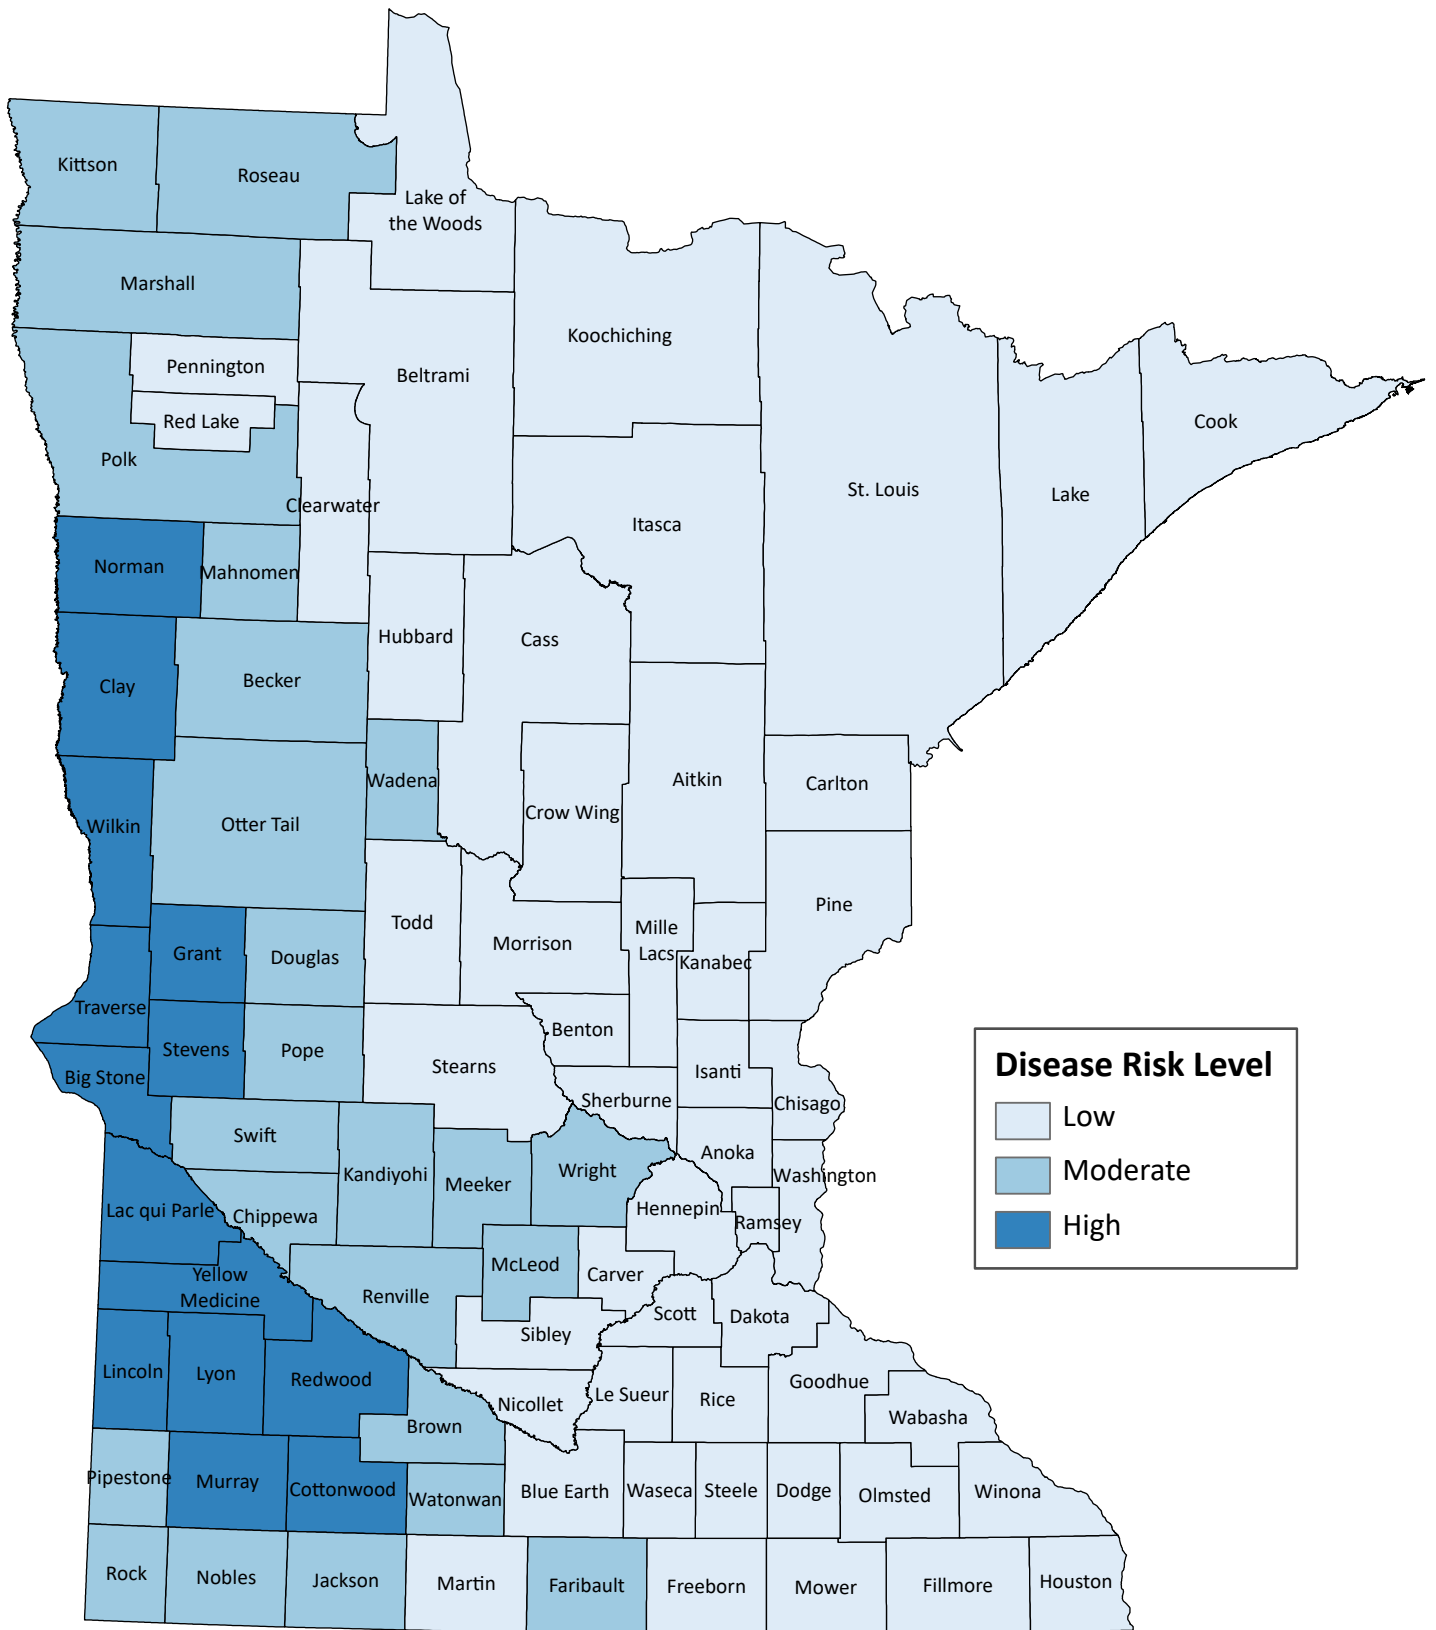 Kittson
Roseau
Lake of
the Woods
Marshall
Koochiching
Pennington
Beltrami
Red Lake
Cook
Polk
St. Louis
Lake
Clearwater
Itasca
Norman
Mahnomen
Hubbard
Cass
Clay
Becker
Wadena
Aitkin
Carlton
Crow Wing
Otter Tail
Wilkin
Pine
Todd
Mille
Lacs
Morrison
Grant
Douglas
Kanabec
Traverse
Benton
Stevens
Pope
Stearns
Isanti
Big Stone
Sherburne
Chisago
Swift
Anoka
Kandiyohi
Wright
Washington
Meeker
Lac qui Parle
Chippewa
Hennepin
Ramsey
McLeod
Carver
Yellow
Medicine
Renville
Scott
Dakota
Sibley
Lincoln
Lyon
Redwood
Goodhue
Le Sueur
Rice
Nicollet
Wabasha
Brown
Pipestone
Murray
Cottonwood
Watonwan
Blue Earth
Waseca
Steele
Dodge
Olmsted
Winona
Rock
Nobles
Jackson
Martin
Faribault
Freeborn
Mower
Fillmore
Houston
Disease Risk Level
Low
Moderate
High